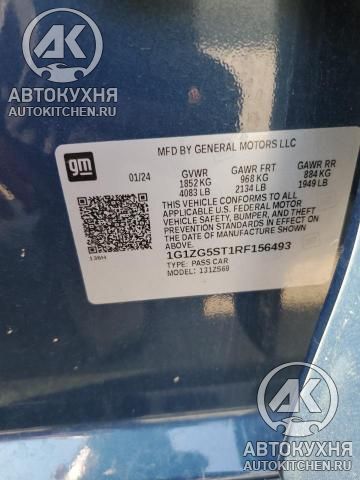 АК
АВТОКУХНЯ
AUTOKITCHEN.RU
MFD BY GENERAL MOTORS LLC
gm
01/24
GVWR
1852 KG
4083 LB
GAWR FRT
968 KG
2134 LB
GAWR RR
884 KG
1949 LB
THIS VEHICLE CONFORMS TO ALL
APPLICABLE U.S. FEDERAL MOTOR
VEHICLE SAFETY, BUMPER, AND THEFT
PREVENTION STANDARDS IN EFFECT ON
THE DATE OF MANUFACTURE SHOWN ABOVE.
1G1ZG5ST1RF156493
TYPE: PASS CAR
MODEL: 131ZS69
136H
АК
АВТОКУХНЯ
AUTOKITCHEN.RU